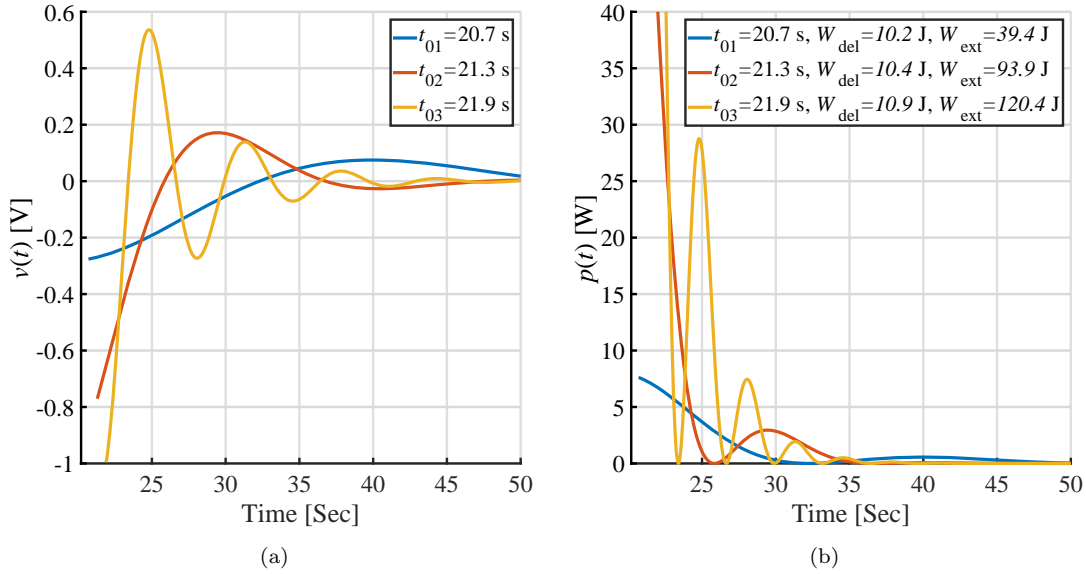 0.6
0.4
0.2
0
-0.2
-0.4
-0.6
-0.8
-1
v(t) [V]
25 30 35 40 45 50
Time [Sec]
t01=20.7 s
t02=21.3 s
t03=21.9 s
(a)
40
35
30
25
20
15
10
5
0
p(t) [W]
25 30 35 40 45 50
Time [Sec]
t01=20.7 s, Wdel=10.2 J, Wext=39.4 J
t02=21.3 s, Wdel=10.4 J, Wext=93.9 J
t03=21.9 s, Wdel=10.9 J, Wext=120.4 J
(b)